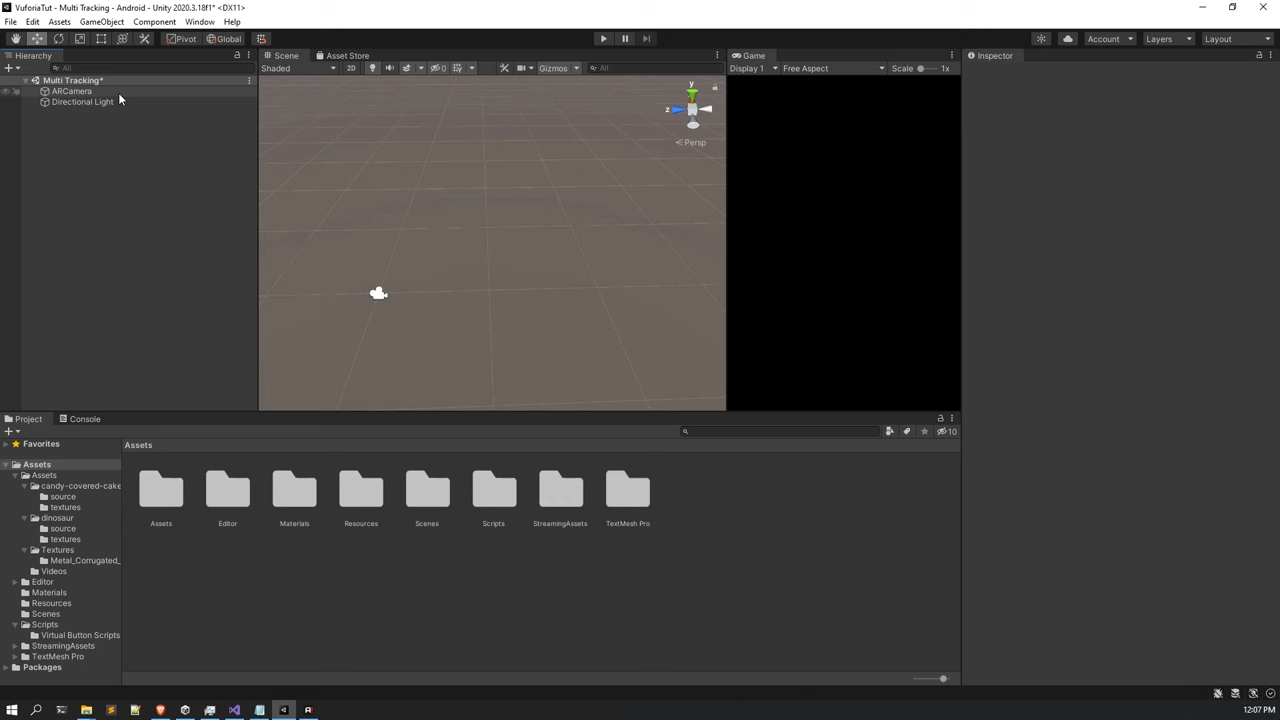 VuforiaTut - Multi Tracking - Android - Unity 2020.3.18f1* <DX11>
File Edit Assets GameObject Component Window Help
Pivot Global Account Layers Layout
Hierarchy Scene Asset Store Game Inspector
All Shaded 2D 0 Gizmos All Display 1 Free Aspect Scale 1x
Multi Tracking*
ARCamera
Directional Light
y
z
Persp
Project Console
10
Favorites
Assets
Assets
Assets
candy-covered-cake
source
textures
dinosaur
source
textures
Textures
Metal_Corrugated_
Videos
Editor
Materials
Resources
Scenes
Scripts
Virtual Button Scripts
StreamingAssets
TextMesh Pro
Packages
Assets Editor Materials Resources Scenes Scripts StreamingAssets TextMesh Pro
12:07 PM